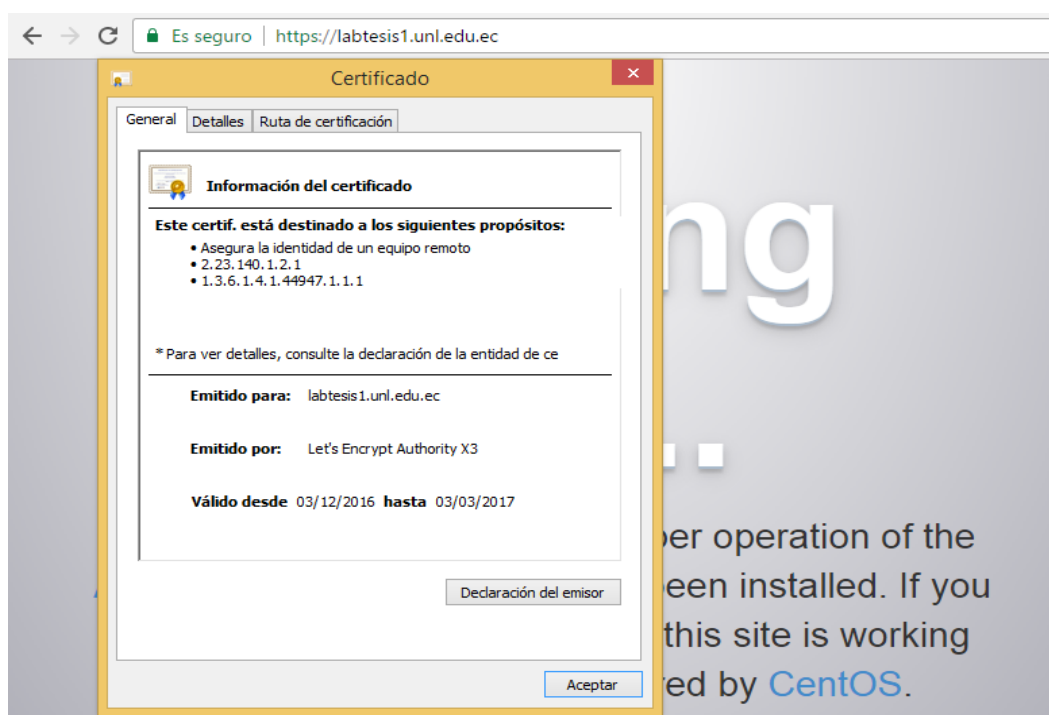 Es seguro | https://labtesis1.unl.edu.ec
Certificado
General Detalles Ruta de certificación
Información del certificado
Este certif. está destinado a los siguientes propósitos:
• Asegura la identidad de un equipo remoto
• 2.23.140.1.2.1
• 1.3.6.1.4.1.44947.1.1.1
* Para ver detalles, consulte la declaración de la entidad de ce
Emitido para: labtesis1.unl.edu.ec
Emitido por: Let's Encrypt Authority X3
Válido desde 03/12/2016 hasta 03/03/2017
Declaración del emisor
Aceptar
ng
..
per operation of the
een installed. If you
this site is working
ed by CentOS.